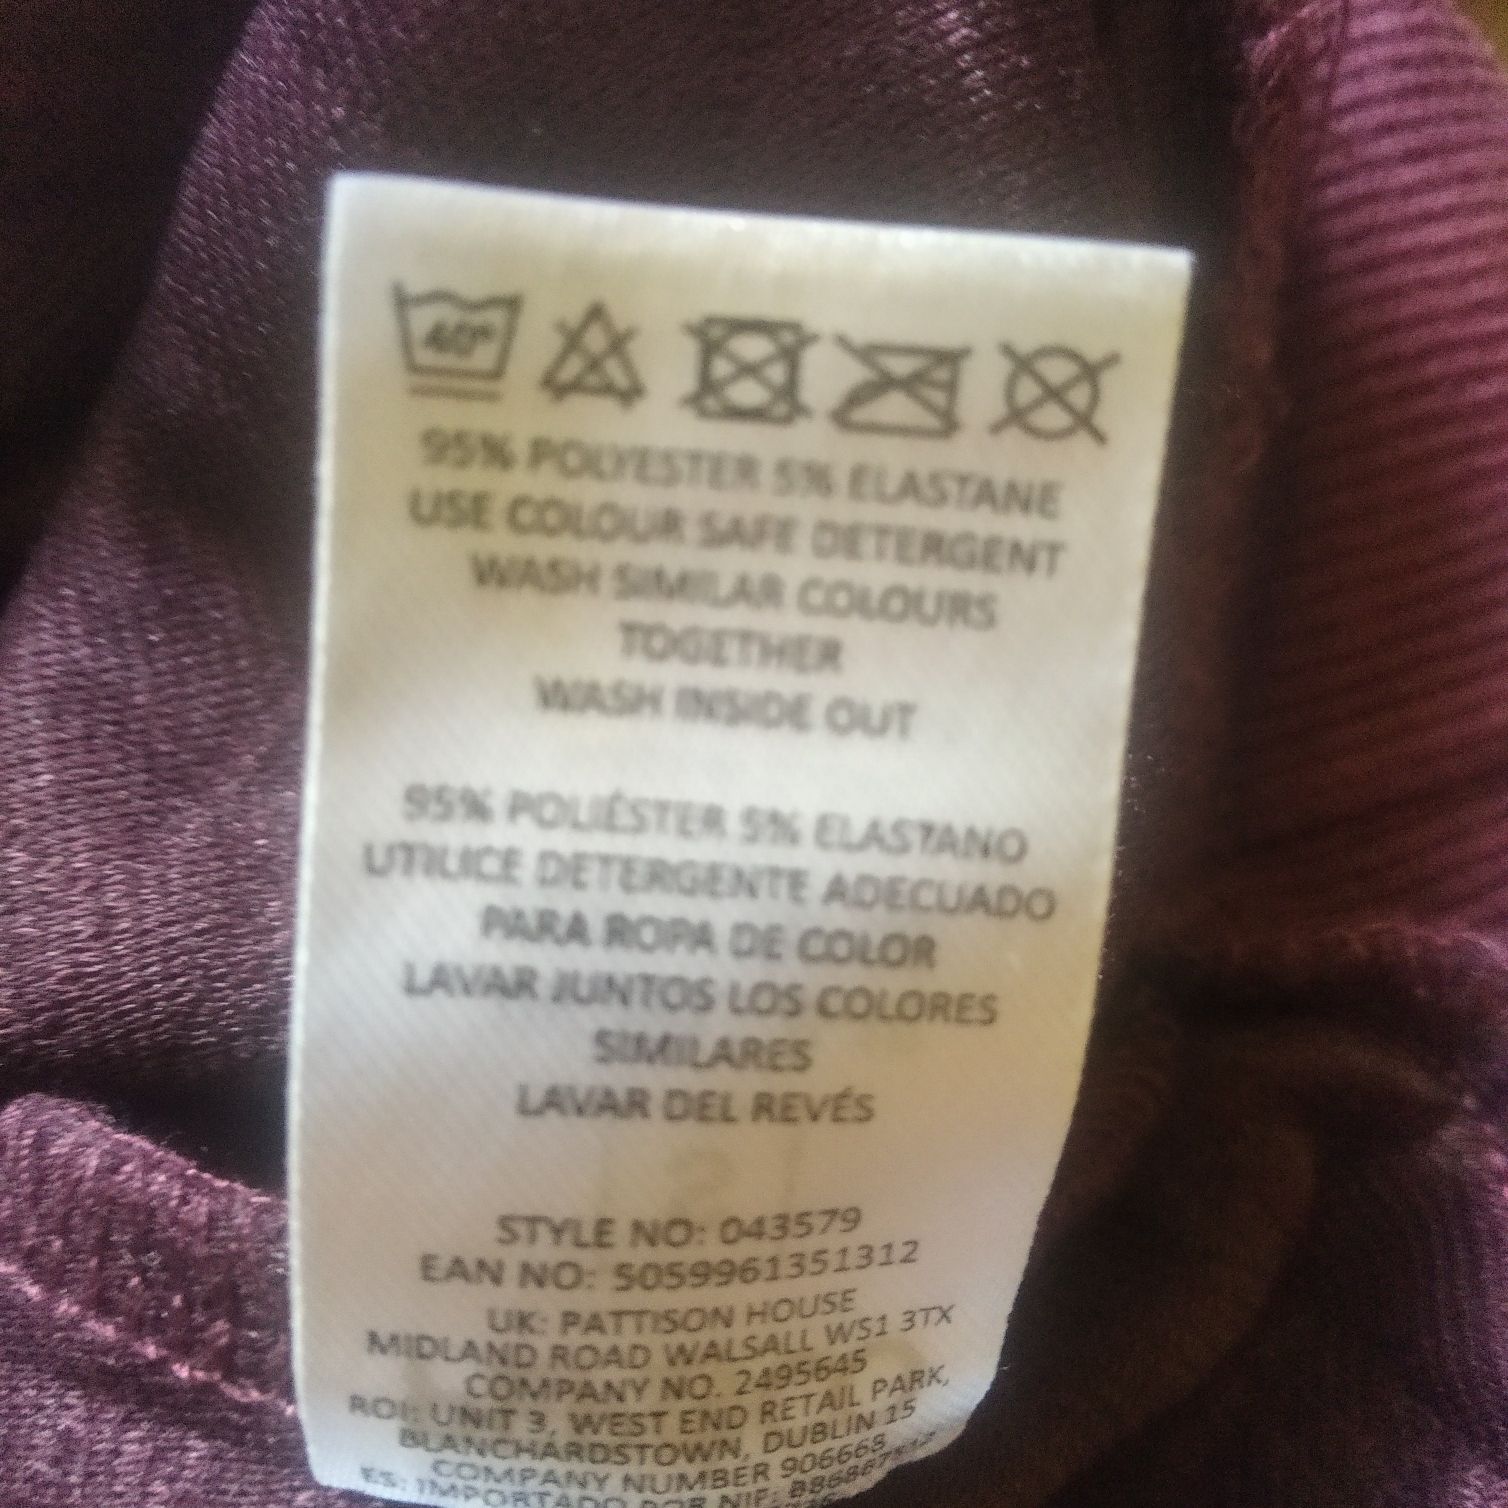 40°
95% POLYESTER 5% ELASTANE
USE COLOUR SAFE DETERGENT
WASH SIMILAR COLOURS
TOGETHER
WASH INSIDE OUT
95% POLIÉSTER 5% ELASTANO
UTILICE DETERGENTE ADECUADO
PARA ROPA DE COLOR
LAVAR JUNTOS LOS COLORES
SIMILARES
LAVAR DEL REVÉS
STYLE NO: 043579
EAN NO: 5059961351312
UK: PATTISON HOUSE
MIDLAND ROAD WALSALL WS1 3TX
COMPANY NO. 2495645
ROI: UNIT 3, WEST END RETAIL PARK,
BLANCHARDSTOWN, DUBLIN 15
COMPANY NUMBER 906668
ES: IMPORTADO POR NIF: